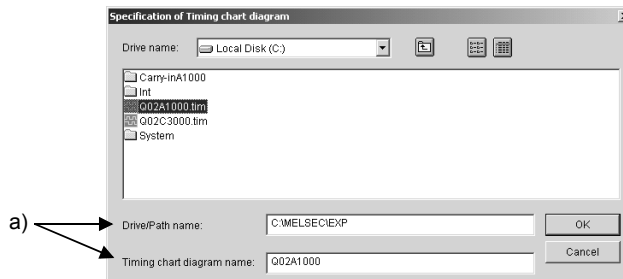 Specification of Timing chart diagram
Drive name: Local Disk (C:)
Carry-inA1000
Int
Q02A1000.tim
Q02C3000.tim
System
a)
Drive/Path name: C:\MELSEC\EXP OK
Timing chart diagram name: Q02A1000 Cancel